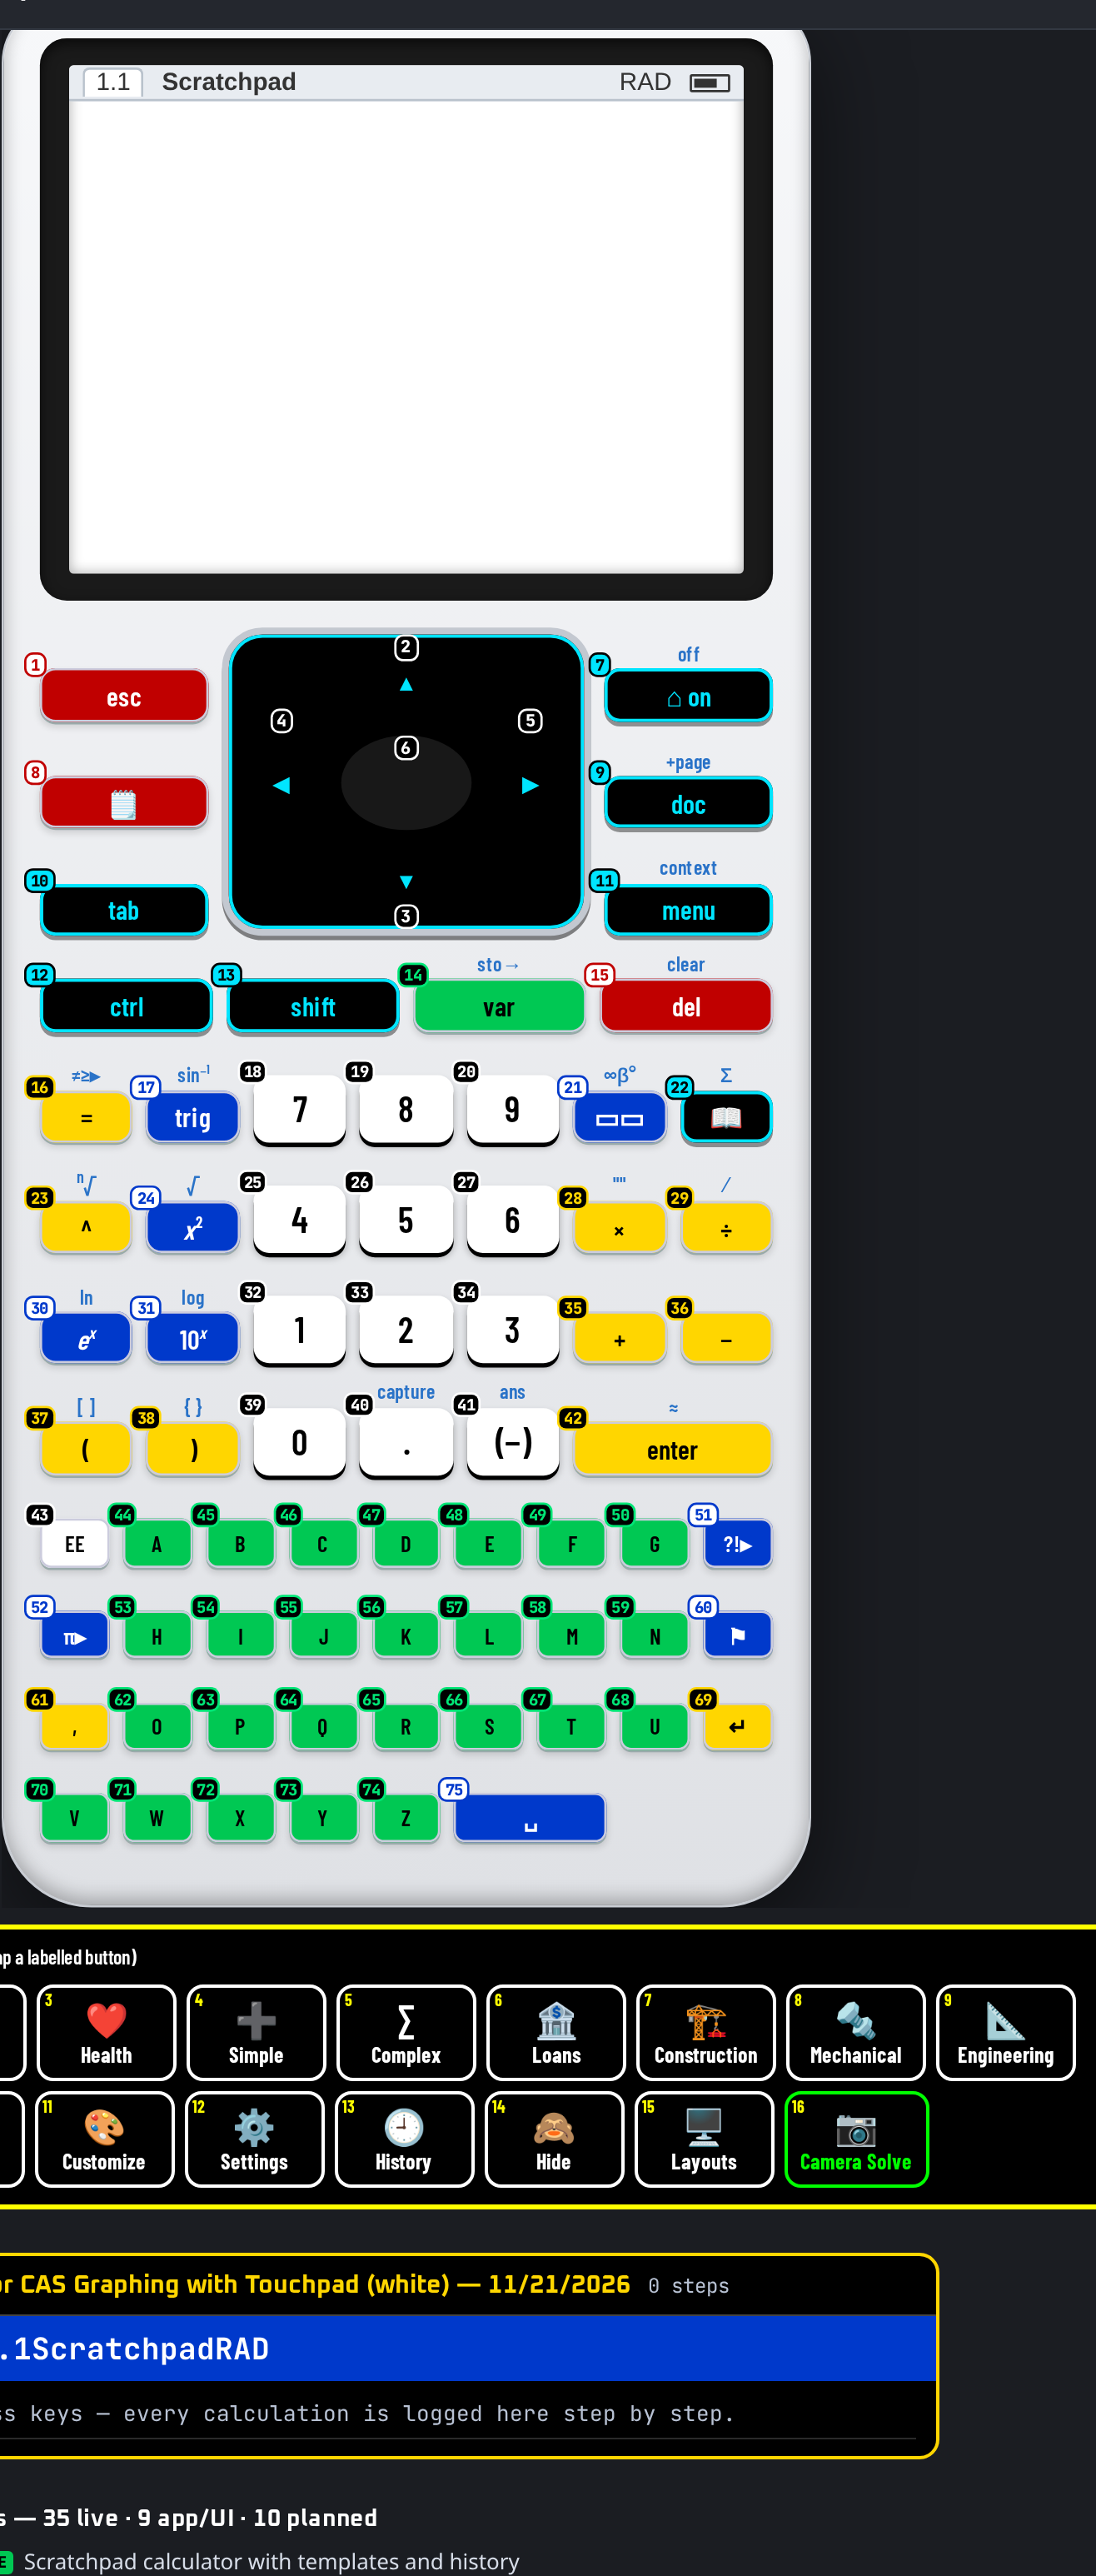 1.1 Scratchpad RAD
2
1 off
esc 7 ⌂ on
4 5
6
8 +page
9 doc
◀ ▶
10 context
tab ▼ 11 menu
3
12 13 14 sto→ 15 clear
ctrl shift var del
16 ≠≥▶ 17 sin⁻¹ 18 19 20 21 ∞β° 22 Σ
= trig 7 8 9
23 ⁿ√ 24 √ 25 26 27 28 "" 29 /
^ x² 4 5 6 × ÷
30 ln 31 log 32 33 34 35 36
eˣ 10ˣ 1 2 3 + −
37 [ ] 38 { } 39 40 capture 41 ans 42 ≈
( ) 0 . (−) enter
43 44 45 46 47 48 49 50 51
EE A B C D E F G ?!▶
52 53 54 55 56 57 58 59 60
π▶ H I J K L M N ⚑
61 62 63 64 65 66 67 68 69
, O P Q R S T U ↵
70 71 72 73 74 75
V W X Y Z ␣
ap a labelled button)
3 4 5 6 7 8 9
Health Simple Complex Loans Construction Mechanical Engineering
11 12 13 14 15 16
Customize Settings History Hide Layouts Camera Solve
or CAS Graphing with Touchpad (white) — 11/21/2026 0 steps
.1ScratchpadRAD
ss keys — every calculation is logged here step by step.
s — 35 live · 9 app/UI · 10 planned
E Scratchpad calculator with templates and history